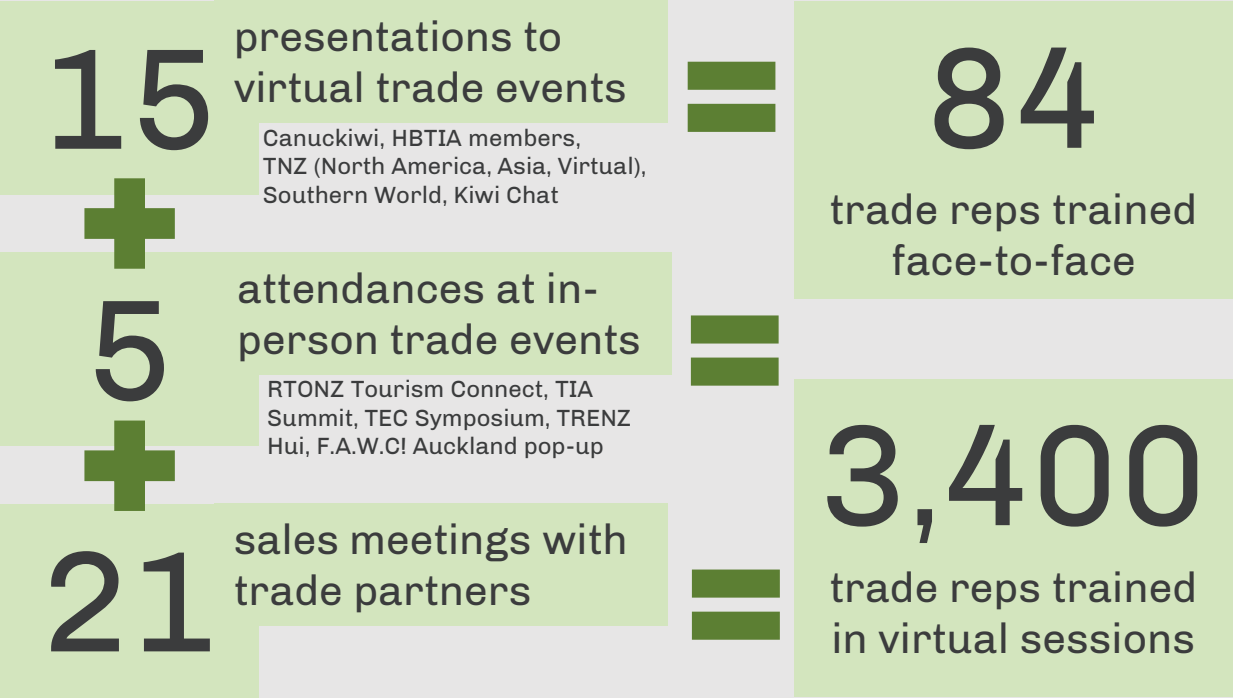 15
presentations to
virtual trade events
Canuckiwi, HBTIA members,
TNZ (North America, Asia, Virtual),
Southern World, Kiwi Chat
5
attendances at in-
person trade events
RTONZ Tourism Connect, TIA
Summit, TEC Symposium, TRENZ
Hui, F.A.W.C! Auckland pop-up
21
sales meetings with
trade partners
84
trade reps trained
face-to-face
3,400
trade reps trained
in virtual sessions